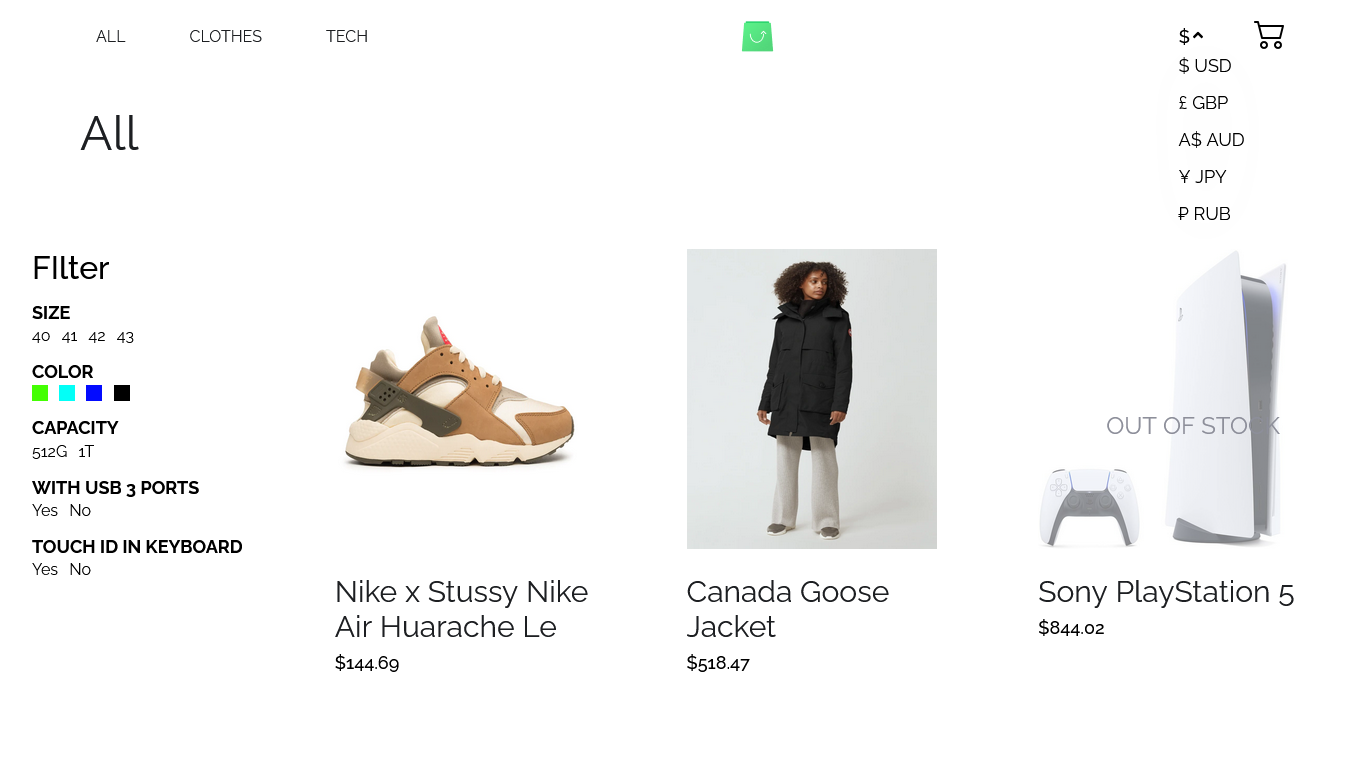 ALL CLOTHES TECH $
$ USD
£ GBP
A$ AUD
¥ JPY
₽ RUB
All
FIlter
SIZE
40 41 42 43
COLOR
CAPACITY
512G 1T
WITH USB 3 PORTS
Yes No
TOUCH ID IN KEYBOARD
Yes No
Nike x Stussy Nike
Air Huarache Le
$144.69
Canada Goose
Jacket
$518.47
OUT OF STOCK
Sony PlayStation 5
$844.02